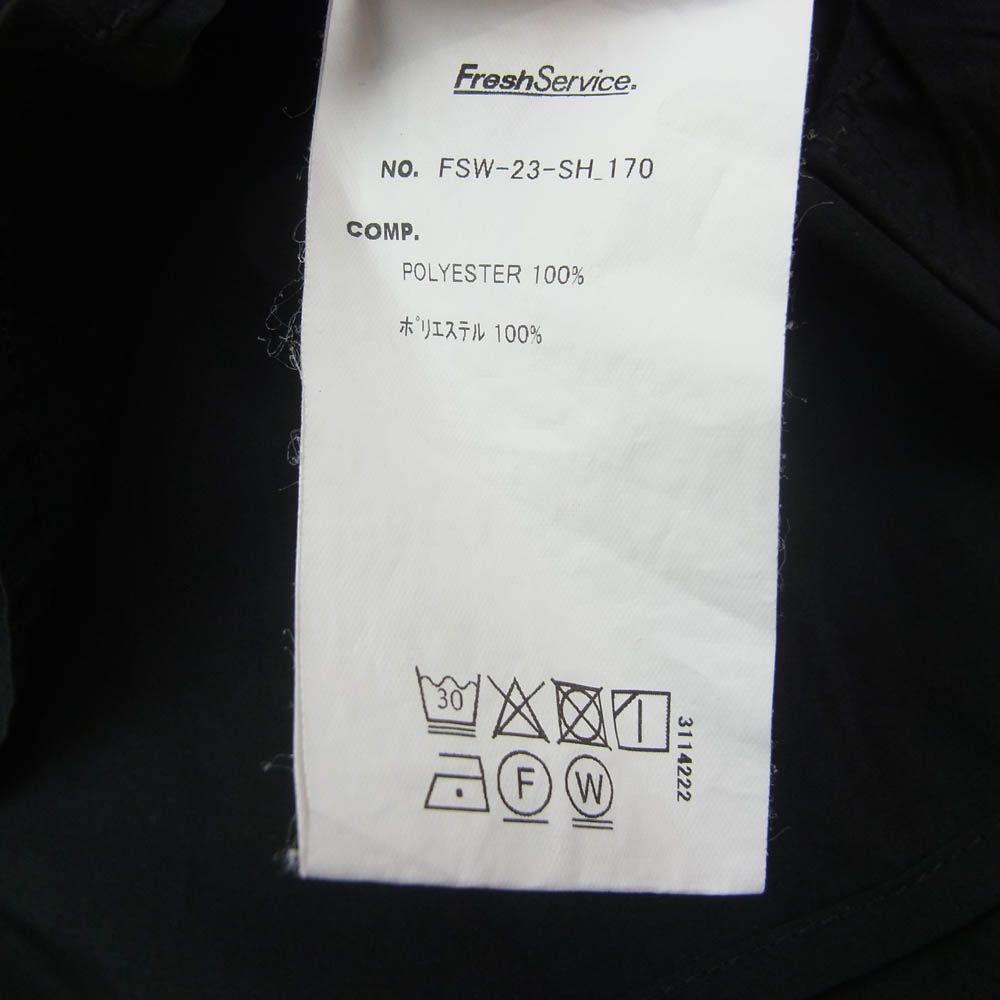 FreshService.
NO. FSW-23-SH_170
COMP.
POLYESTER 100%
ﾎﾟﾘｴｽﾃﾙ 100%
30
F W
3114222